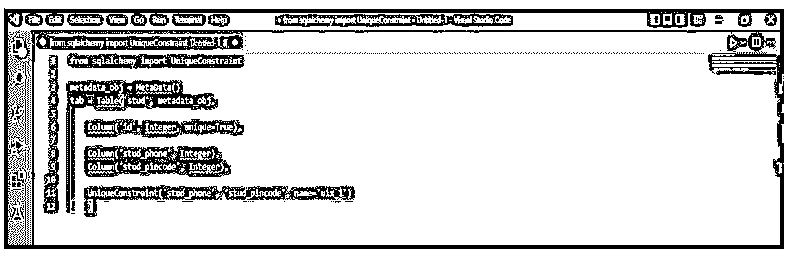 File Edit Selection View Go Run Terminal Help
from sqlalchemy import UniqueConstraint • Untitled-1 - Visual Studio Code
from sqlalchemy import UniqueConstraint Untitled-1
1 from sqlalchemy import UniqueConstraint
2
3 metadata_obj = MetaData()
4 tab = Table('stud', metadata_obj,
5
6 Column('id', Integer, unique=True),
7
8 Column('stud_phone', Integer),
9 Column('stud_pincode', Integer),
10
11 UniqueConstraint('stud_phone', 'stud_pincode', name='uix_1')
12 )